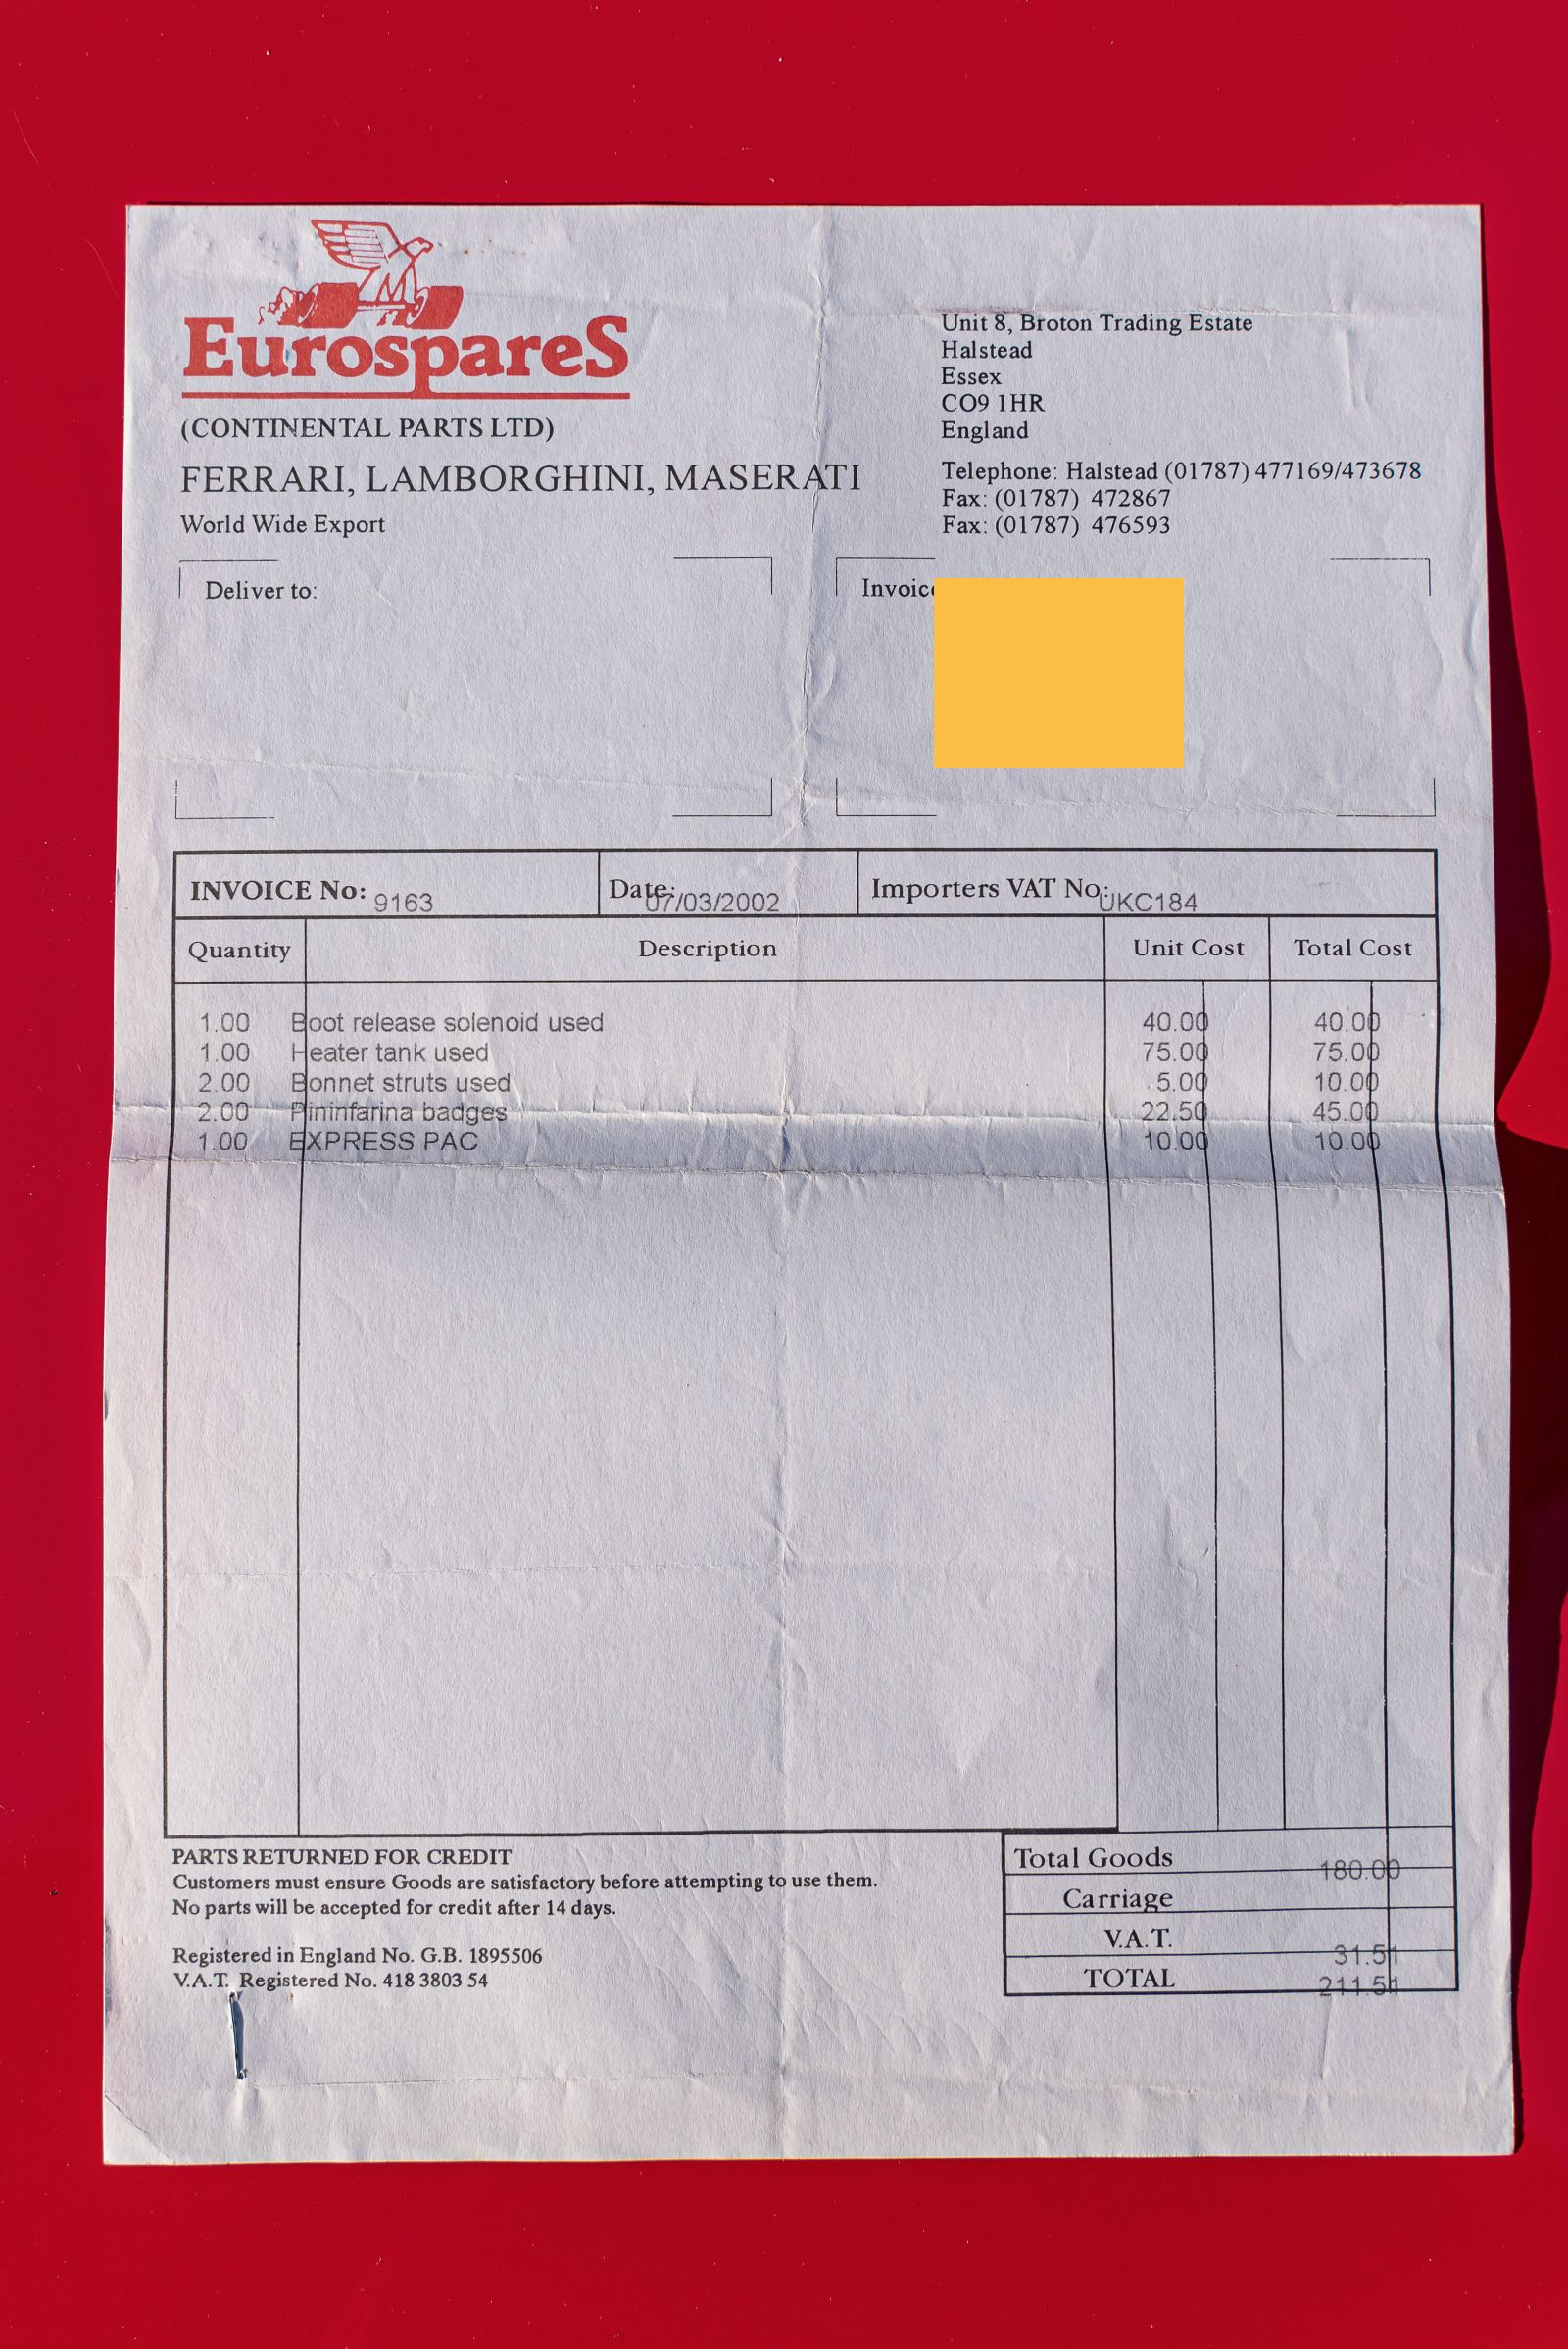 EurospareS
(CONTINENTAL PARTS LTD)
FERRARI, LAMBORGHINI, MASERATI
World Wide Export
Unit 8, Broton Trading Estate
Halstead
Essex
CO9 1HR
England
Telephone: Halstead (01787) 477169/473678
Fax: (01787) 472867
Fax: (01787) 476593
Deliver to:
INVOICE No: 9163 Date: 07/03/2002 Importers VAT No: UKC184
Quantity Description Unit Cost Total Cost
1.00 Boot release solenoid used 40.00 40.00
1.00 Heater tank used 75.00 75.00
2.00 Bonnet struts used 5.00 10.00
2.00 Pininfarina badges 22.50 45.00
1.00 EXPRESS PAC 10.00 10.00
PARTS RETURNED FOR CREDIT
Customers must ensure Goods are satisfactory before attempting to use them.
No parts will be accepted for credit after 14 days.
Registered in England No. G.B. 1895506
V.A.T. Registered No. 418 3803 54
Total Goods 180.00
Carriage
V.A.T. 31.51
TOTAL 211.51